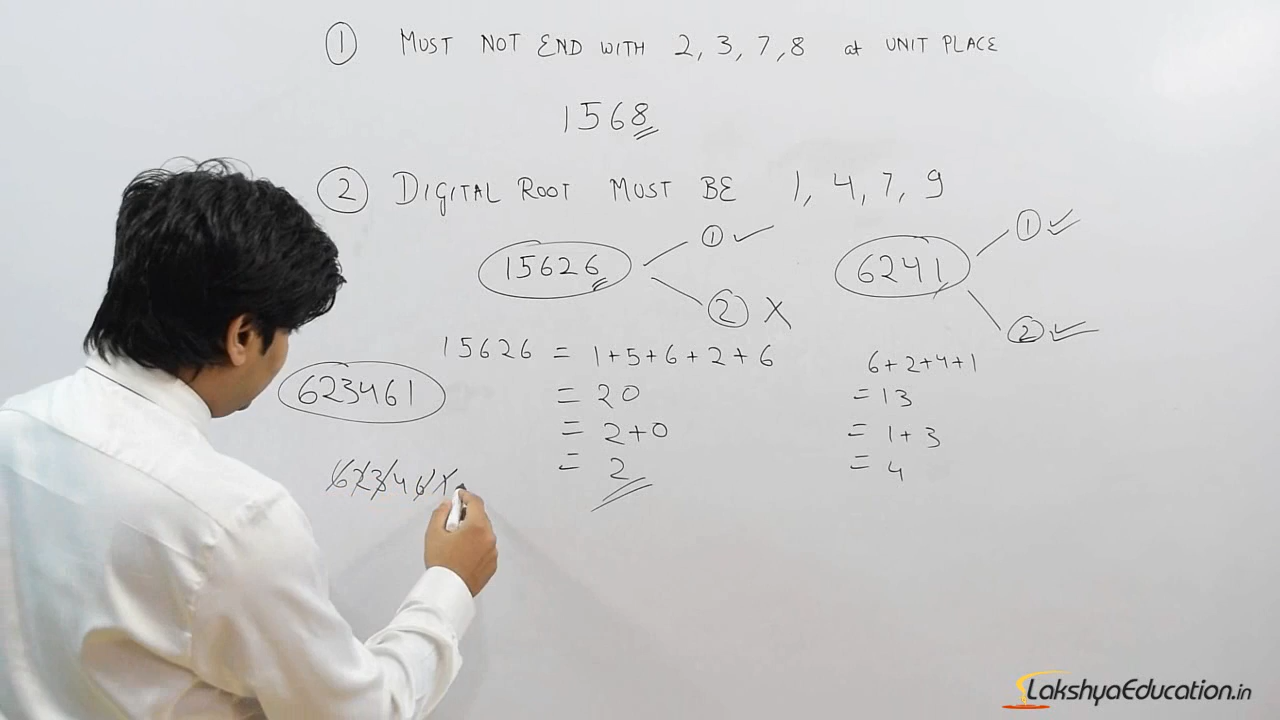 ① MUST NOT END WITH 2, 3, 7, 8 at UNIT PLACE
1568
② DIGITAL ROOT MUST BE 1, 4, 7, 9
15626 ① ✓
② X
6241 ① ✓
② ✓
15626 = 1+5+6+2+6
= 20
= 2+0
= 2
6+2+4+1
= 13
= 1+3
= 4
623461
623461
LakshyaEducation.in